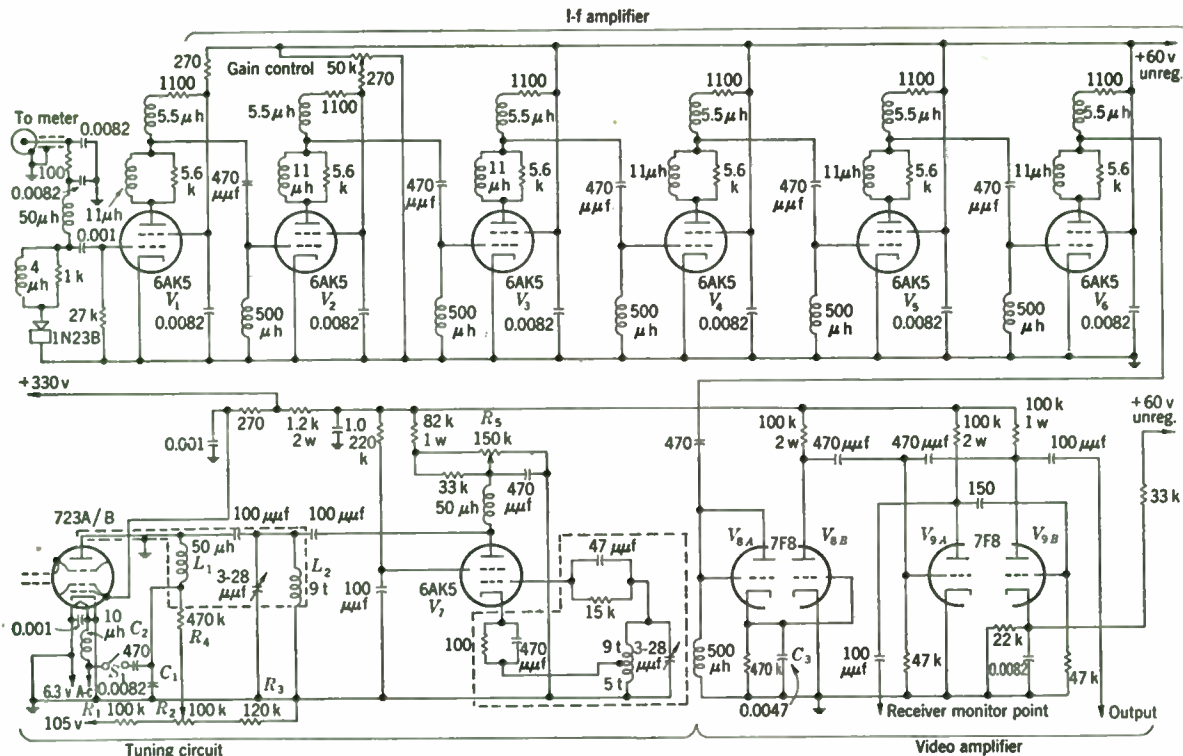 I-f amplifier
270
Gain control
50 k
270
+60 v
unreg.
1100
5.5 μh
1100
5.5 μh
1100
5.5 μh
1100
5.5 μh
1100
5.5 μh
1100
5.5 μh
To meter
0.0082
100
0.0082
50 μh
11 μh
0.001
5.6
k
470
μμf
11
μh
5.6
k
470
μμf
11
μh
5.6
k
470
μμf
11 μh
5.6
k
470
μμf
11 μh
5.6
k
470
μμf
11 μh
5.6
k
4
μh
1 k
27 k
1N23B
6AK5
V1
0.0082
500
μh
6AK5
V2
0.0082
500
μh
6AK5
V3
0.0082
500
μh
6AK5
V4
0.0082
500
μh
6AK5
V5
0.0082
500
μh
6AK5
V6
0.0082
+330 v
270
0.001
1.2 k
2 w
1.0
220
k
82 k
1 w
R5
150 k
33 k
470
μμf
50 μh
470
100 k
2 w
470 μμf
470 μμf
100 k
2 w
100 k
1 w
100 μμf
+60 v
unreg.
33 k
150
723A/B
100
μμf
100 μμf
50 μh
L1
3-28
μμf
L2
9 t
100
μμf
6AK5
V7
47 μμf
15 k
100
470
μμf
9 t
5 t
3-28
μμf
V8A
7F8
V8B
V9A
7F8
V9B
0.001
10
μh
C2
470
S1
C1
0.0082
470 k
R4
R3
6.3 v A-c
105 v
R1
100 k
R2
100 k
120 k
500
μh
470 k
C3
0.0047
100
μμf
47 k
22 k
0.0082
47 k
Receiver monitor point
Output
Tuning circuit
Video amplifier